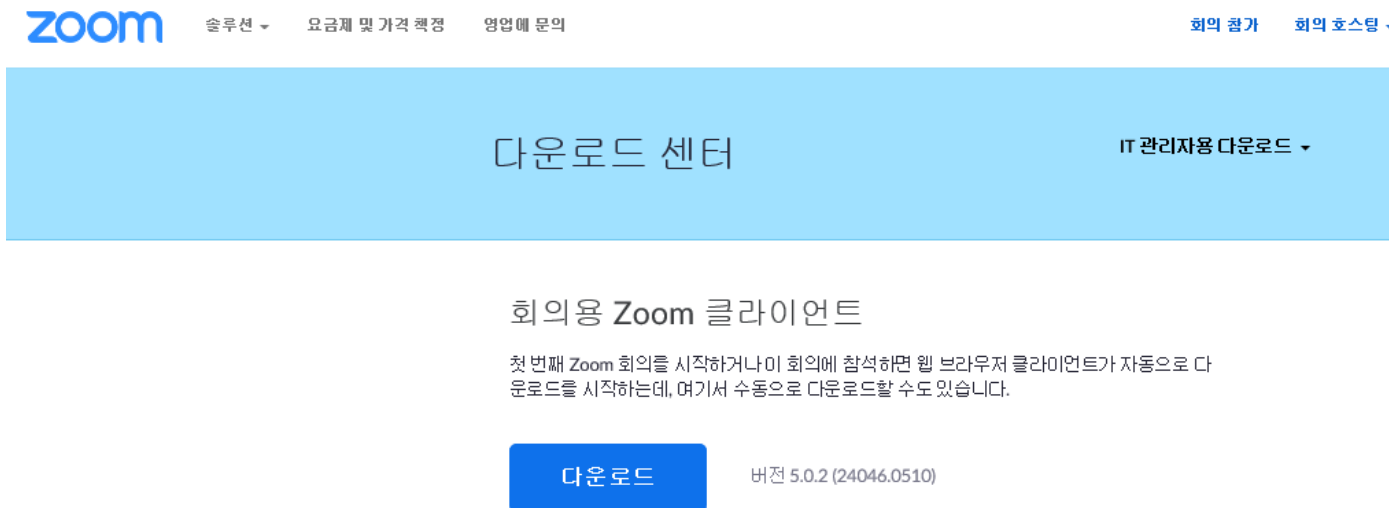 zoom 솔루션 요금제 및 가격 책정 영업에 문의 회의 참가 회의 호스팅
다운로드 센터 IT 관리자용 다운로드
회의용 Zoom 클라이언트
첫 번째 Zoom 회의를 시작하거나 이 회의에 참석하면 웹 브라우저 클라이언트가 자동으로 다
운로드를 시작하는데, 여기서 수동으로 다운로드할 수도 있습니다.
다운로드 버전 5.0.2 (24046.0510)